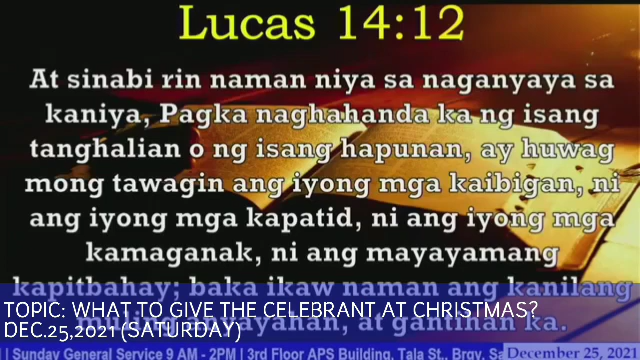 Lucas 14:12
At sinabi rin naman niya sa naganyaya sa
kaniya, Pagka naghahanda ka ng isang
tanghalian o ng isang hapunan, ay huwag
mong tawagin ang iyong mga kaibigan, ni
ang iyong mga kapatid, ni ang iyong mga
kamaganak, ni ang mayayamang
kapitbahay; baka ikaw naman ang kanilang
at gantihan ka.
TOPIC: WHAT TO GIVE THE CELEBRANT AT CHRISTMAS?
DEC.25,2021 (SATURDAY)
| Sunday General Service 9 AM - 2PM | 3rd Floor APS Building, Tala St., Brgy. Sa
December 25, 2021